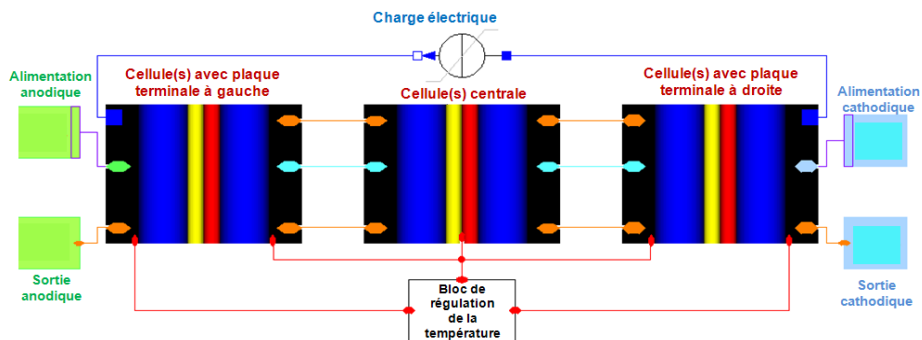 Charge électrique
Alimentation
anodique
Cellule(s) avec plaque
terminale à gauche
Cellule(s) centrale
Cellule(s) avec plaque
terminale à droite
Alimentation
cathodique
Sortie
anodique
Bloc de
régulation
de la
température
Sortie
cathodique